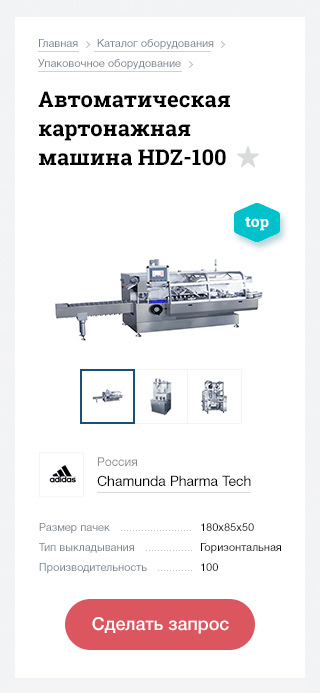 Главная > Каталог оборудования >
Упаковочное оборудование >
Автоматическая
картонажная
машина HDZ-100
top
adidas
Россия
Chamunda Pharma Tech
Размер пачек ........................ 180x85x50
Тип выкладывания ................ Горизонтальная
Производительность ............ 100
Сделать запрос